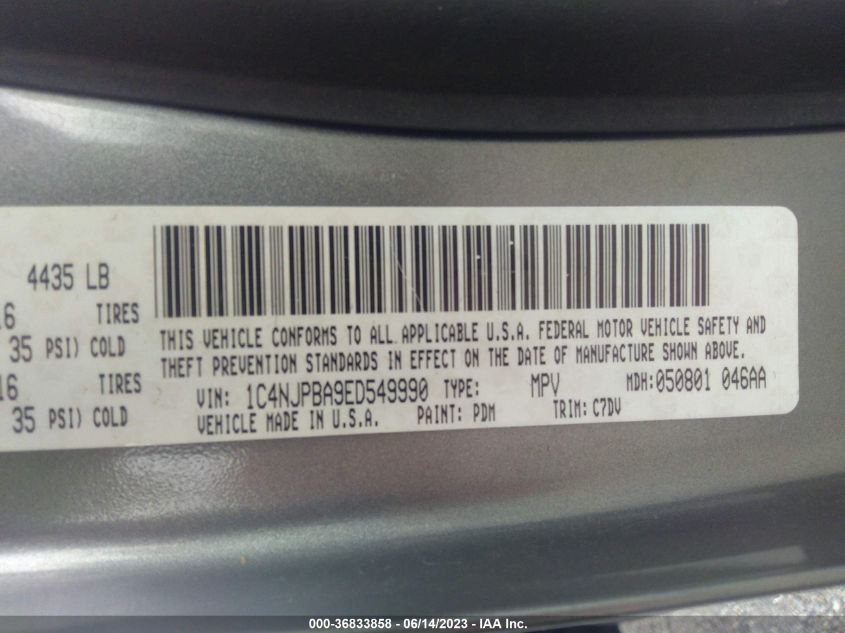 4435 LB
16 TIRES
35 PSI) COLD
16 TIRES
35 PSI) COLD
THIS VEHICLE CONFORMS TO ALL APPLICABLE U.S.A. FEDERAL MOTOR VEHICLE SAFETY AND
THEFT PREVENTION STANDARDS IN EFFECT ON THE DATE OF MANUFACTURE SHOWN ABOVE.
VIN: 1C4NJPBA9ED549990 TYPE: MPV MDH:050801 046AA
VEHICLE MADE IN U.S.A. PAINT: PDM TRIM: C7DV
000-36833858 - 06/14/2023 - IAA Inc.